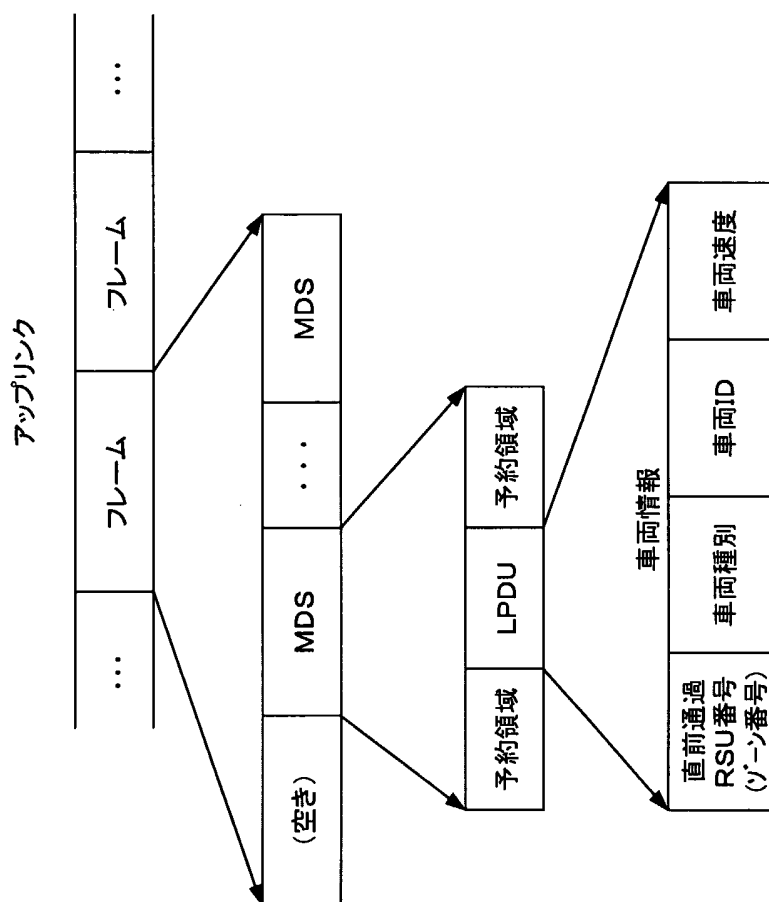 アップリンク
… フレーム フレーム …
(空き) MDS … MDS
予約領域 LPDU 予約領域
車両情報
直前通過
RSU番号
(ゾーン番号)
車両種別
車両ID
車両速度